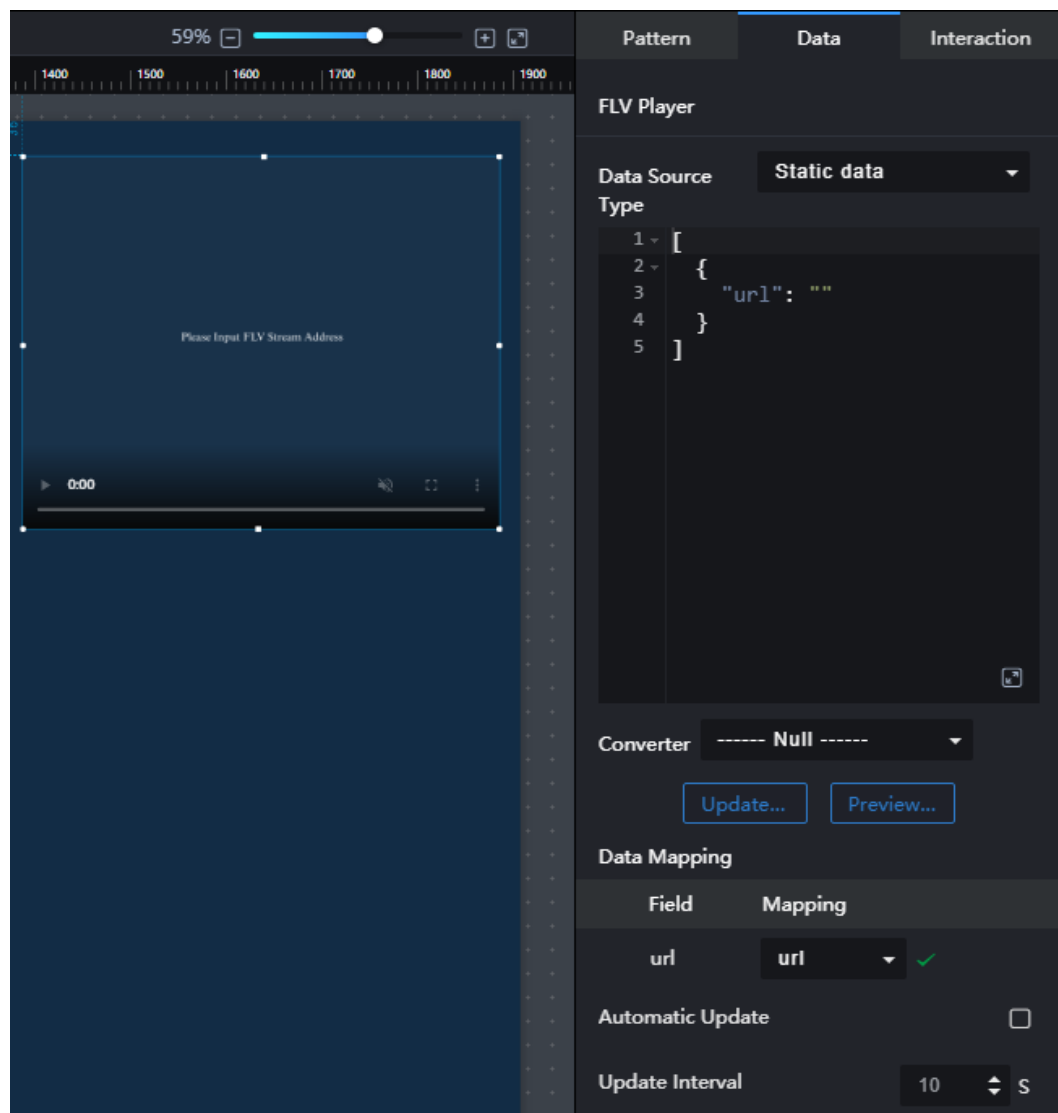 59%
Pattern Data Interaction
1400 1500 1600 1700 1800 1900
FLV Player
Data Source Type
Static data
1 [
2 {
3 "url": ""
4 }
5 ]
Please Input FLV Stream Address
0:00
Converter ------ Null ------
Update... Preview...
Data Mapping
Field Mapping
url url
Automatic Update
Update Interval 10 S